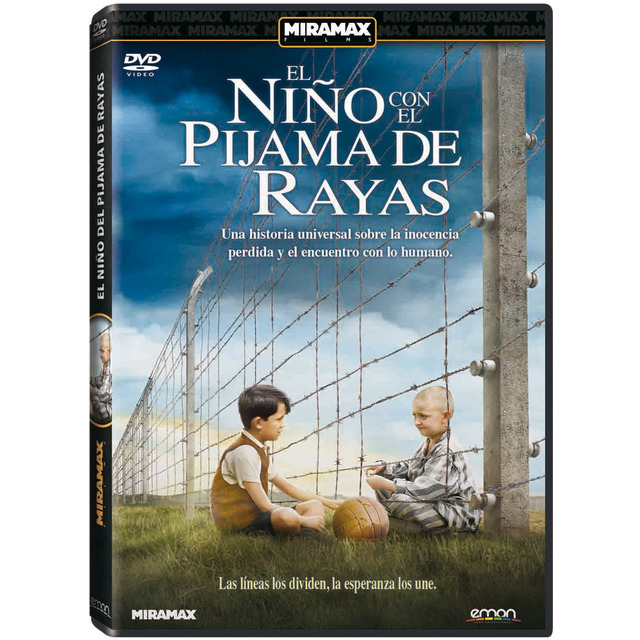 MIRAMAX
FILMS
DVD
VIDEO
EL
NIÑO CON
EL
PIJAMA DE
RAYAS
Una historia universal sobre la inocencia
perdida y el encuentro con lo humano.
EL NIÑO DEL PIJAMA DE RAYAS
MIRAMAX
Las líneas los dividen, la esperanza los une.
MIRAMAX
emon
emon